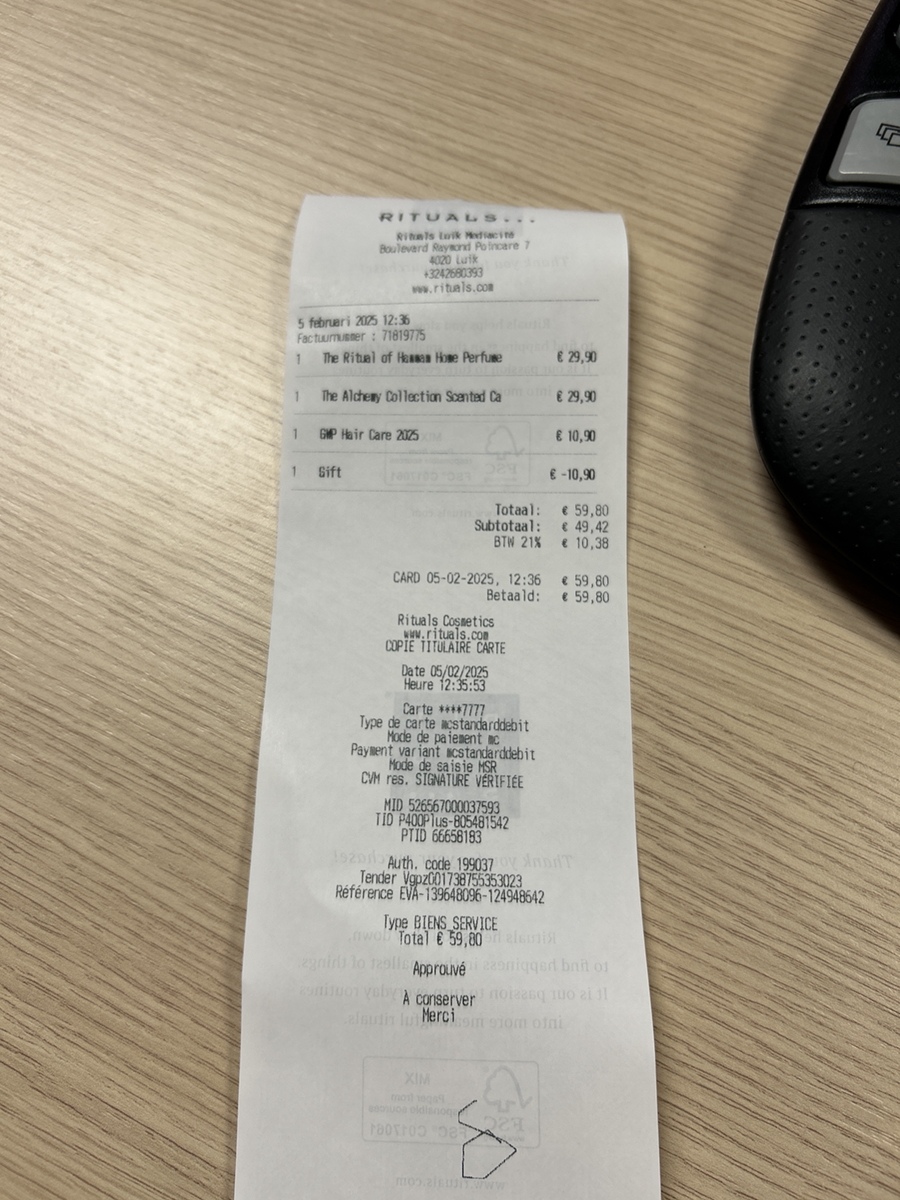 RITUALS...
Rituals Luik Mediacité
Boulevard Raymond Poincare 7
4020 Luik
+3242680393
www.rituals.com
5 februari 2025 12:36
Factuurnummer : 71819775
1 The Ritual of Hammam Home Perfume € 29,90
1 The Alchemy Collection Scented Ca € 29,90
1 GWP Hair Care 2025 € 10,90
1 Gift € -10,90
Totaal: € 59,80
Subtotaal: € 49,42
BTW 21% € 10,38
CARD 05-02-2025, 12:36 € 59,80
Betaald: € 59,80
Rituals Cosmetics
www.rituals.com
COPIE TITULAIRE CARTE
Date 05/02/2025
Heure 12:35:53
Carte ****7777
Type de carte mcstandarddebit
Mode de paiement mc
Payment variant mcstandarddebit
Mode de saisie MSR
CVM res. SIGNATURE VÉRIFIÉE
MID 526567000037593
TID P400Plus-805481542
PTID 66658183
Auth. code 199037
Tender VgpzG01738755353023
Référence EVA-139648096-124948642
Type BIENS_SERVICE
Total € 59,80
Approuvé
À conserver
Merci